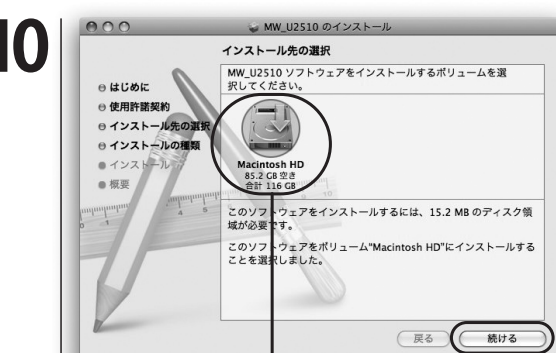 10
MW_U2510 のインストール
インストール先の選択
はじめに
使用許諾契約
インストール先の選択
インストールの種類
インストール
概要
MW_U2510 ソフトウェアをインストールするボリュームを選
択してください。
Macintosh HD
85.2 GB 空き
合計 116 GB
このソフトウェアをインストールするには、15.2 MB のディスク領
域が必要です。
このソフトウェアをボリューム"Macintosh HD"にインストールする
ことを選択しました。
戻る
続ける